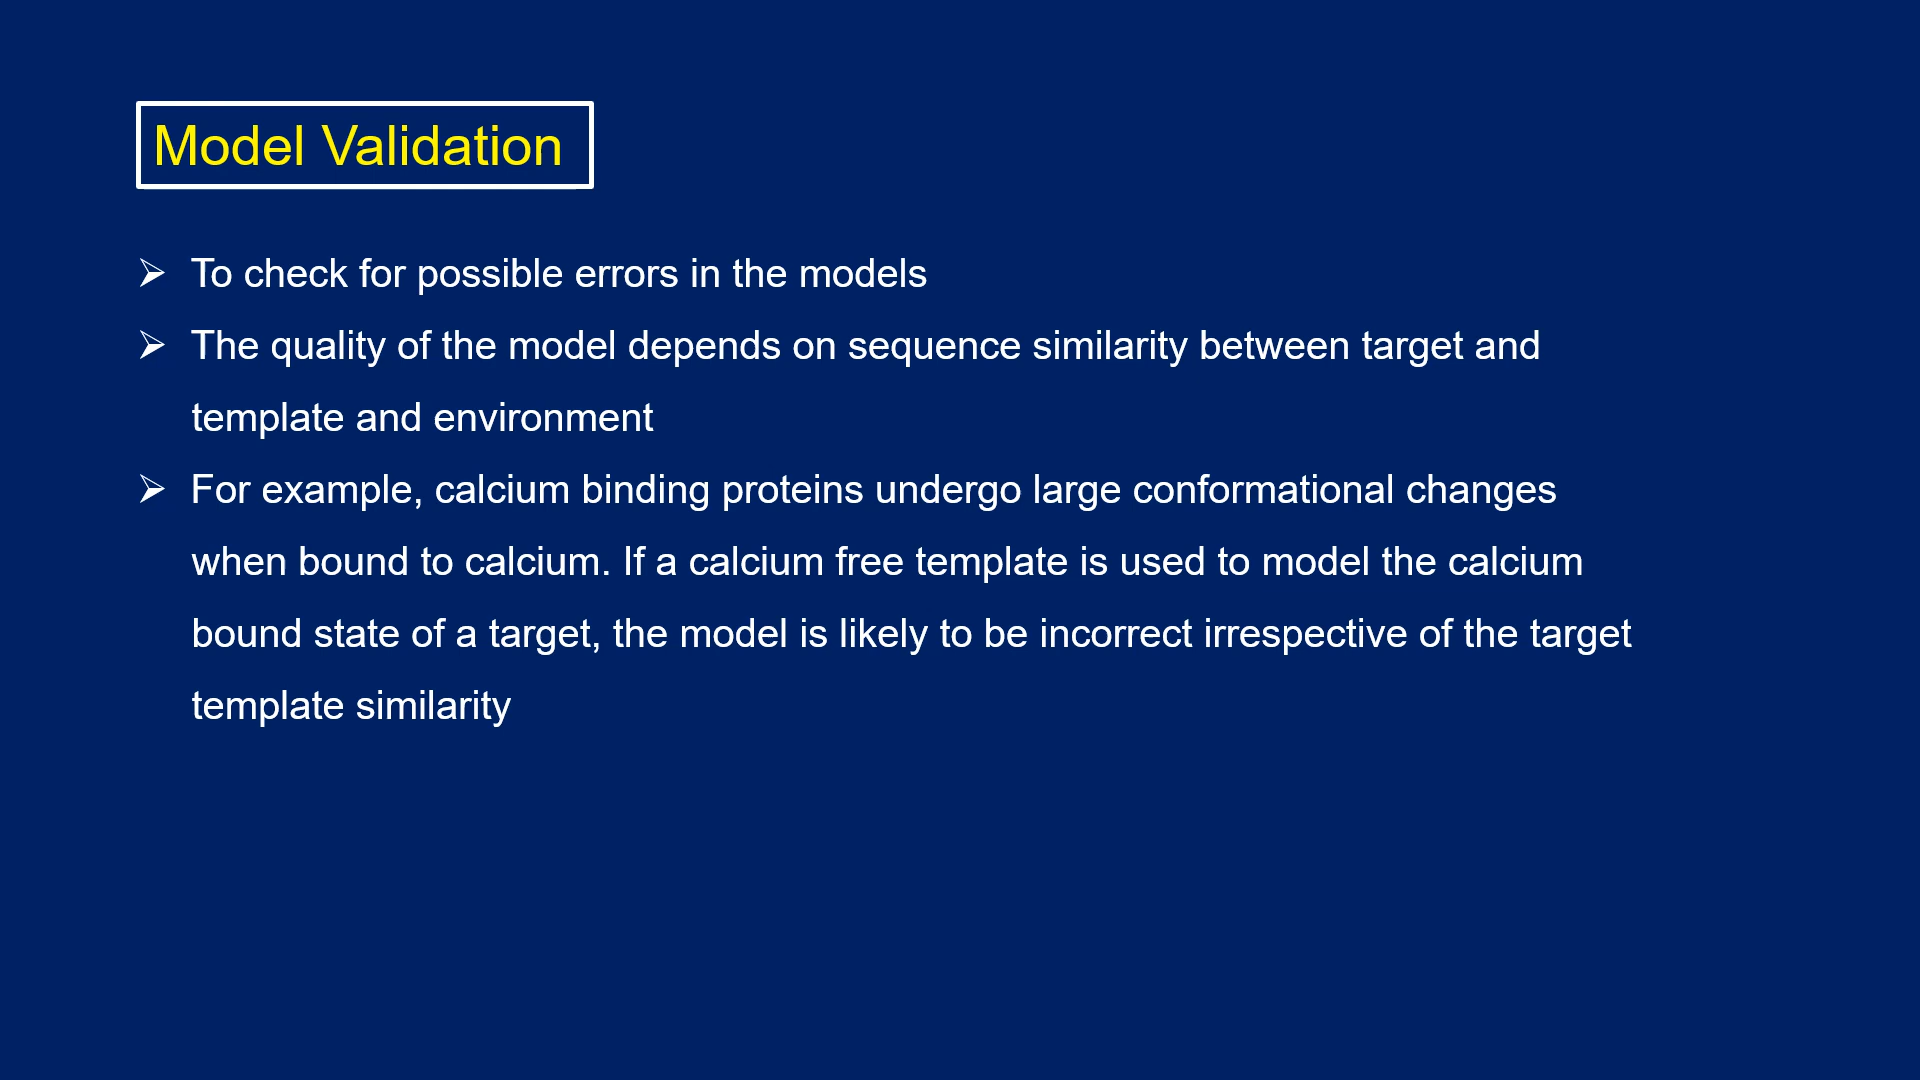 Model Validation
➢ To check for possible errors in the models
➢ The quality of the model depends on sequence similarity between target and
template and environment
➢ For example, calcium binding proteins undergo large conformational changes
when bound to calcium. If a calcium free template is used to model the calcium
bound state of a target, the model is likely to be incorrect irrespective of the target
template similarity